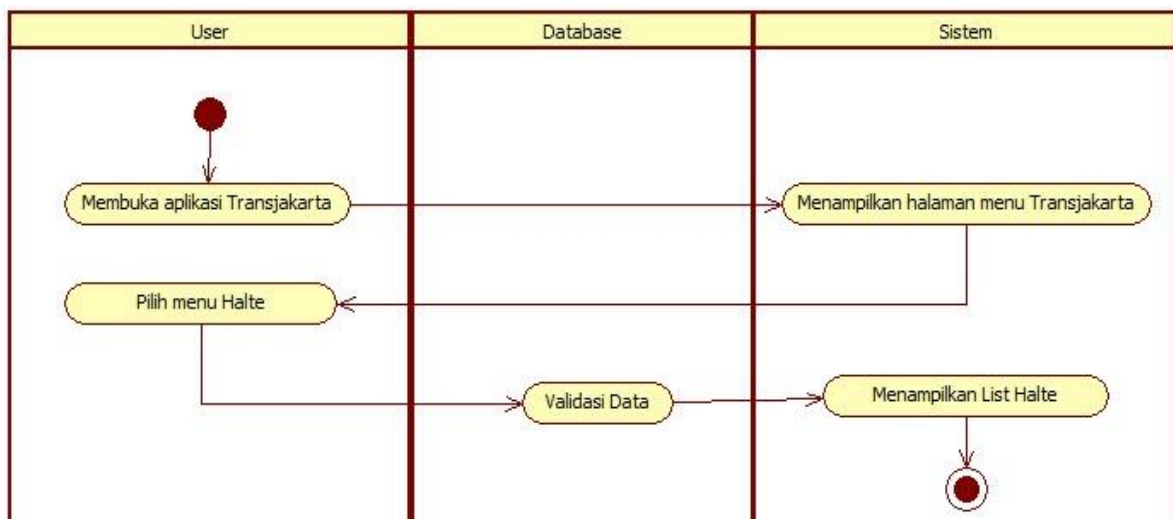 User
Database
Sistem
Membuka aplikasi Transjakarta
Menampilkan halaman menu Transjakarta
Pilih menu Halte
Validasi Data
Menampilkan List Halte